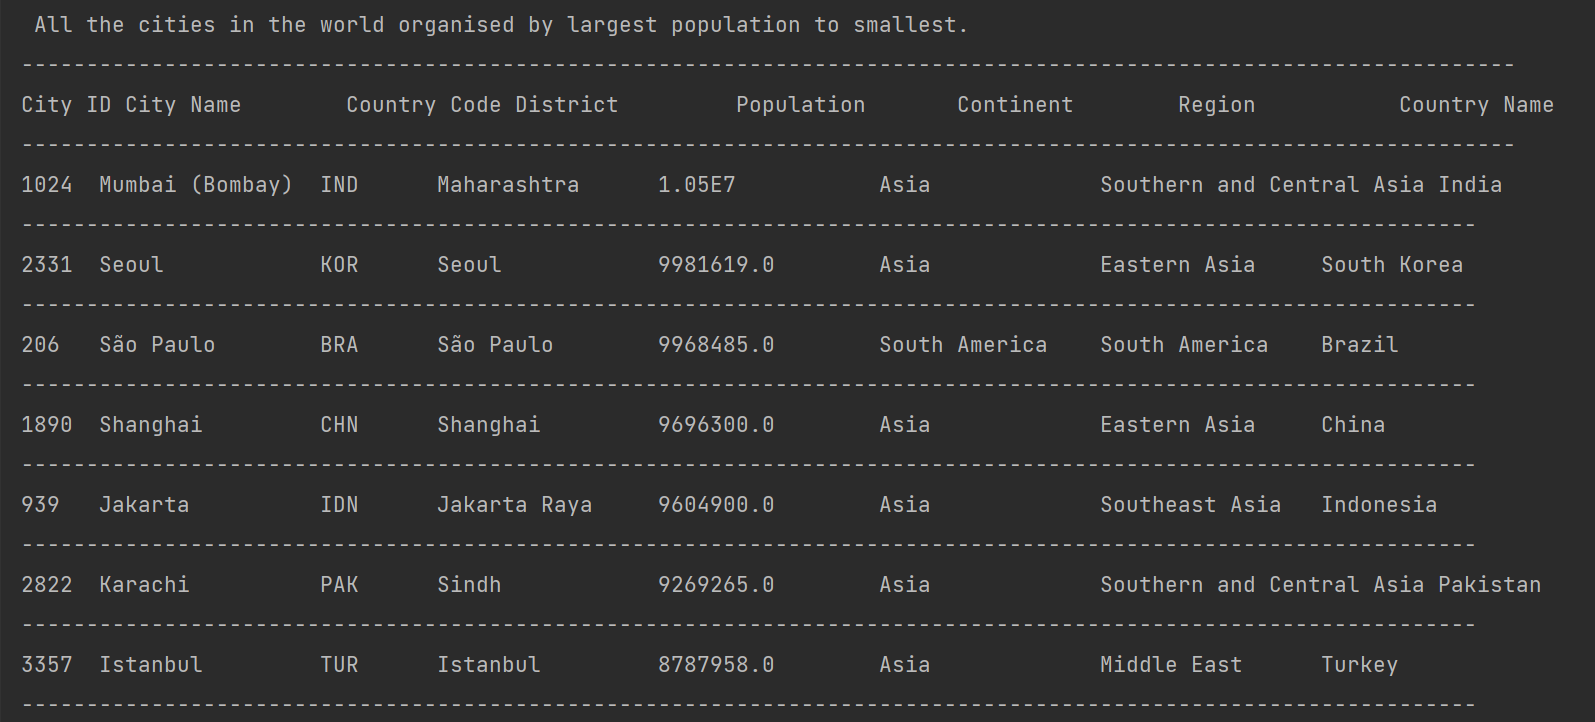 All the cities in the world organised by largest population to smallest.
-------------------------------------------------------------------------------------------------------------------
City ID City Name        Country Code District         Population       Continent        Region           Country Name
-------------------------------------------------------------------------------------------------------------------
1024  Mumbai (Bombay)  IND      Maharashtra      1.05E7           Asia             Southern and Central Asia India
----------------------------------------------------------------------------------------------------------------
2331  Seoul            KOR      Seoul            9981619.0        Asia             Eastern Asia     South Korea
----------------------------------------------------------------------------------------------------------------
206   São Paulo        BRA      São Paulo        9968485.0        South America    South America    Brazil
----------------------------------------------------------------------------------------------------------------
1890  Shanghai         CHN      Shanghai         9696300.0        Asia             Eastern Asia     China
----------------------------------------------------------------------------------------------------------------
939   Jakarta          IDN      Jakarta Raya     9604900.0        Asia             Southeast Asia   Indonesia
----------------------------------------------------------------------------------------------------------------
2822  Karachi          PAK      Sindh            9269265.0        Asia             Southern and Central Asia Pakistan
----------------------------------------------------------------------------------------------------------------
3357  Istanbul         TUR      Istanbul         8787958.0        Asia             Middle East      Turkey
----------------------------------------------------------------------------------------------------------------